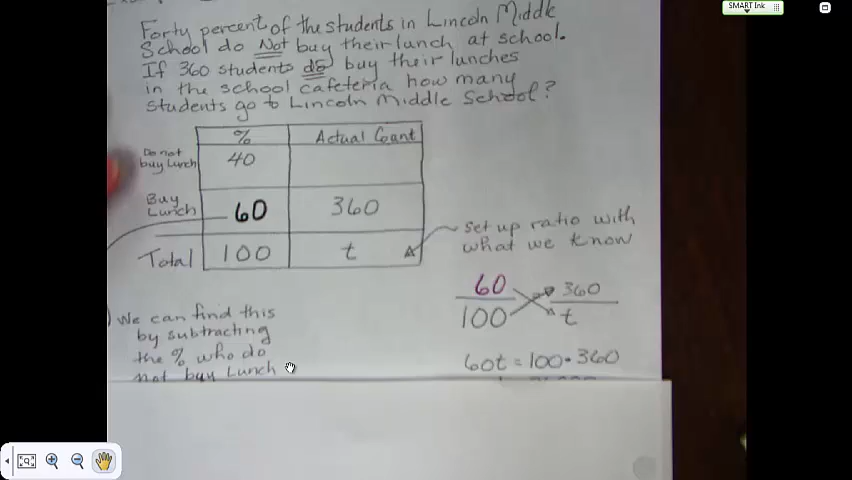 SMART Ink
Forty percent of the students in Lincoln Middle
School do Not buy their lunch at school.
If 360 students do buy their lunches
in the school cafeteria how many
students go to Lincoln Middle School?
% Actual Count
Do not
buy Lunch 40
Buy
Lunch 60 360
Total 100 t
set up ratio with
what we know
60 360
100 t
60t = 100 • 360
) We can find this
by subtracting
the % who do
not buy Lunch